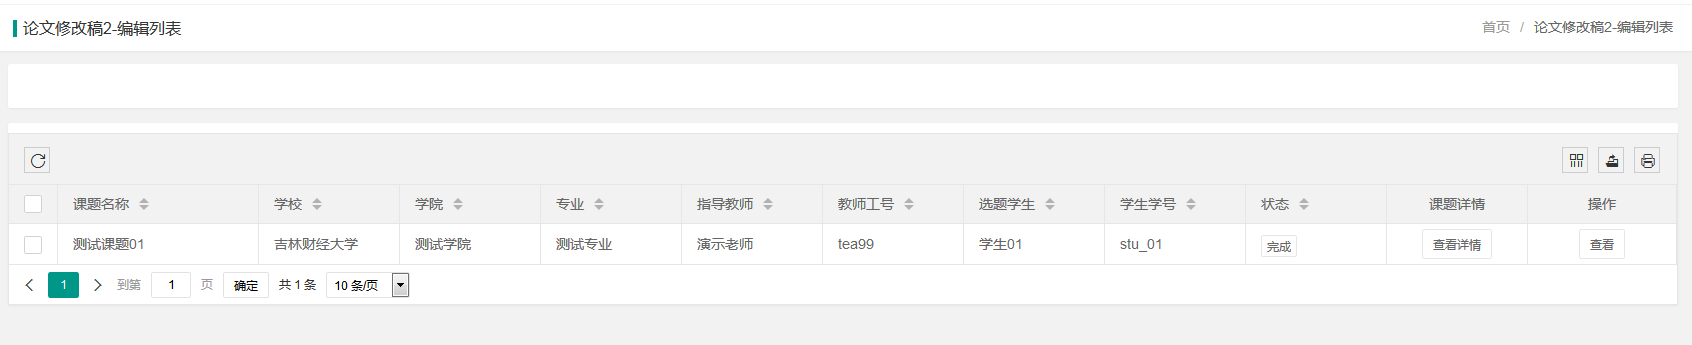 论文修改稿2-编辑列表
首页 / 论文修改稿2-编辑列表
课题名称 学校 学院 专业 指导教师 教师工号 选题学生 学生学号 状态 课题详情 操作
测试课题01 吉林财经大学 测试学院 测试专业 演示老师 tea99 学生01 stu_01 完成 查看详情 查看
1 到第 1 页 确定 共 1 条 10 条/页